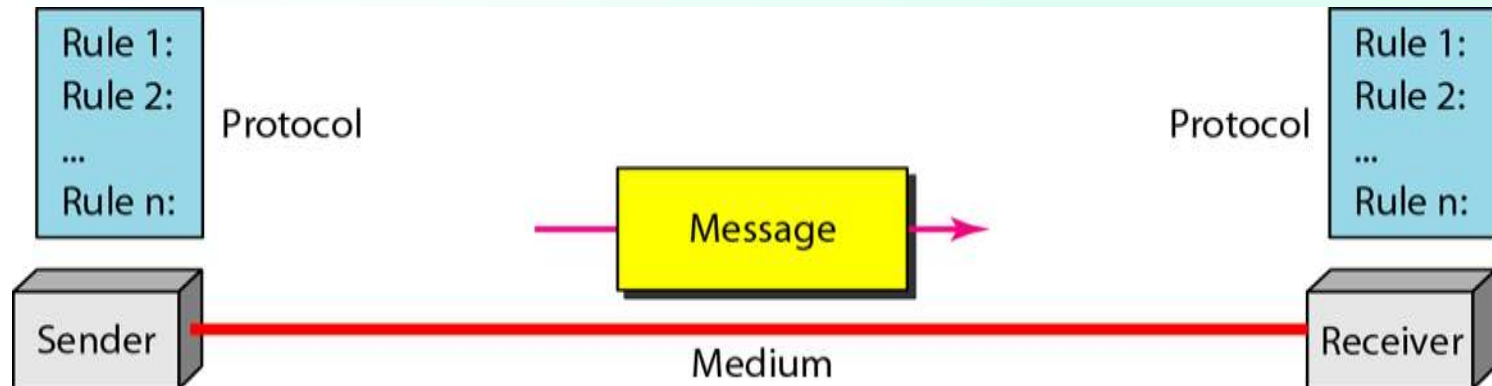 Rule 1:
Rule 2:
...
Rule n:
Protocol
Message
Protocol
Rule 1:
Rule 2:
...
Rule n:
Sender
Medium
Receiver